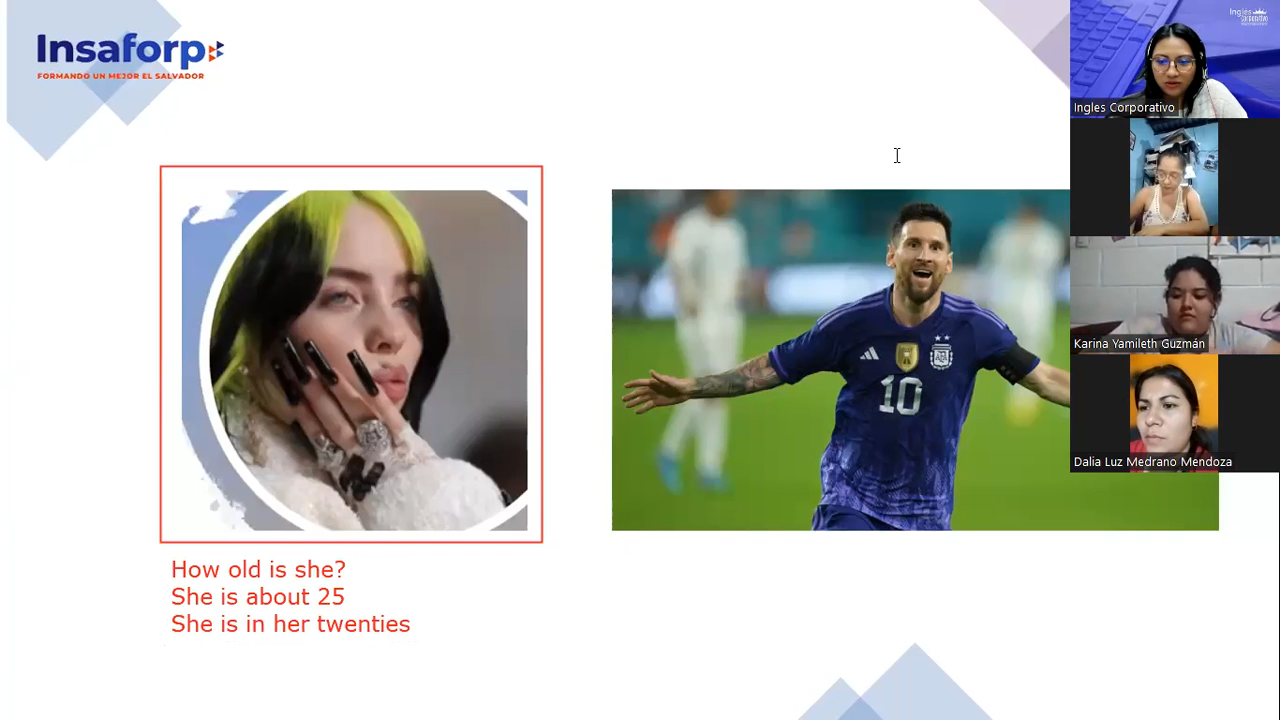 Insaforp
FORMANDO UN MEJOR EL SALVADOR
How old is she?
She is about 25
She is in her twenties
10
Ingles Corporativo
Karina Yamileth Guzmán
Dalia Luz Medrano Mendoza